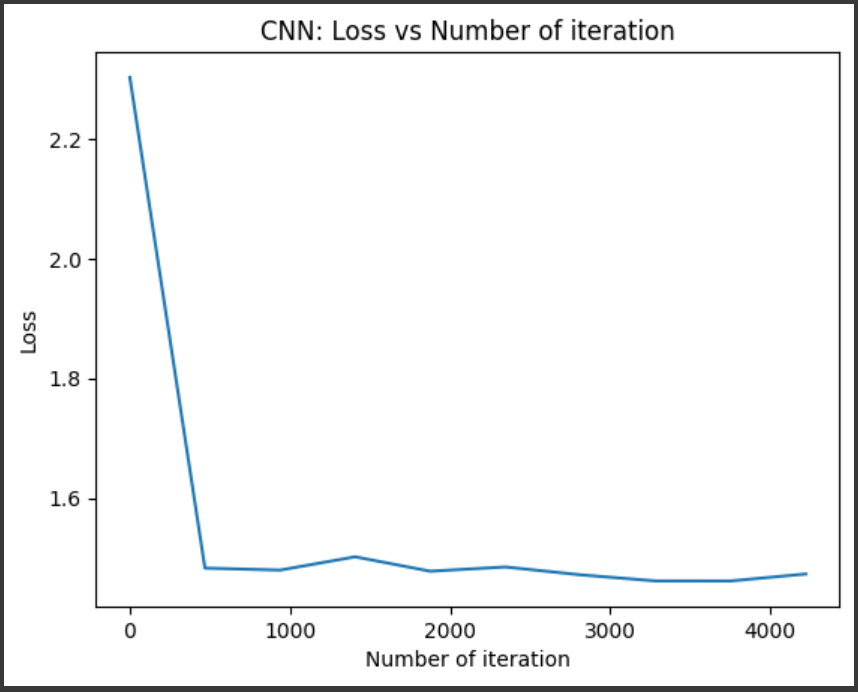 CNN: Loss vs Number of iteration
2.2
2.0
1.8
1.6
Loss
0 1000 2000 3000 4000
Number of iteration